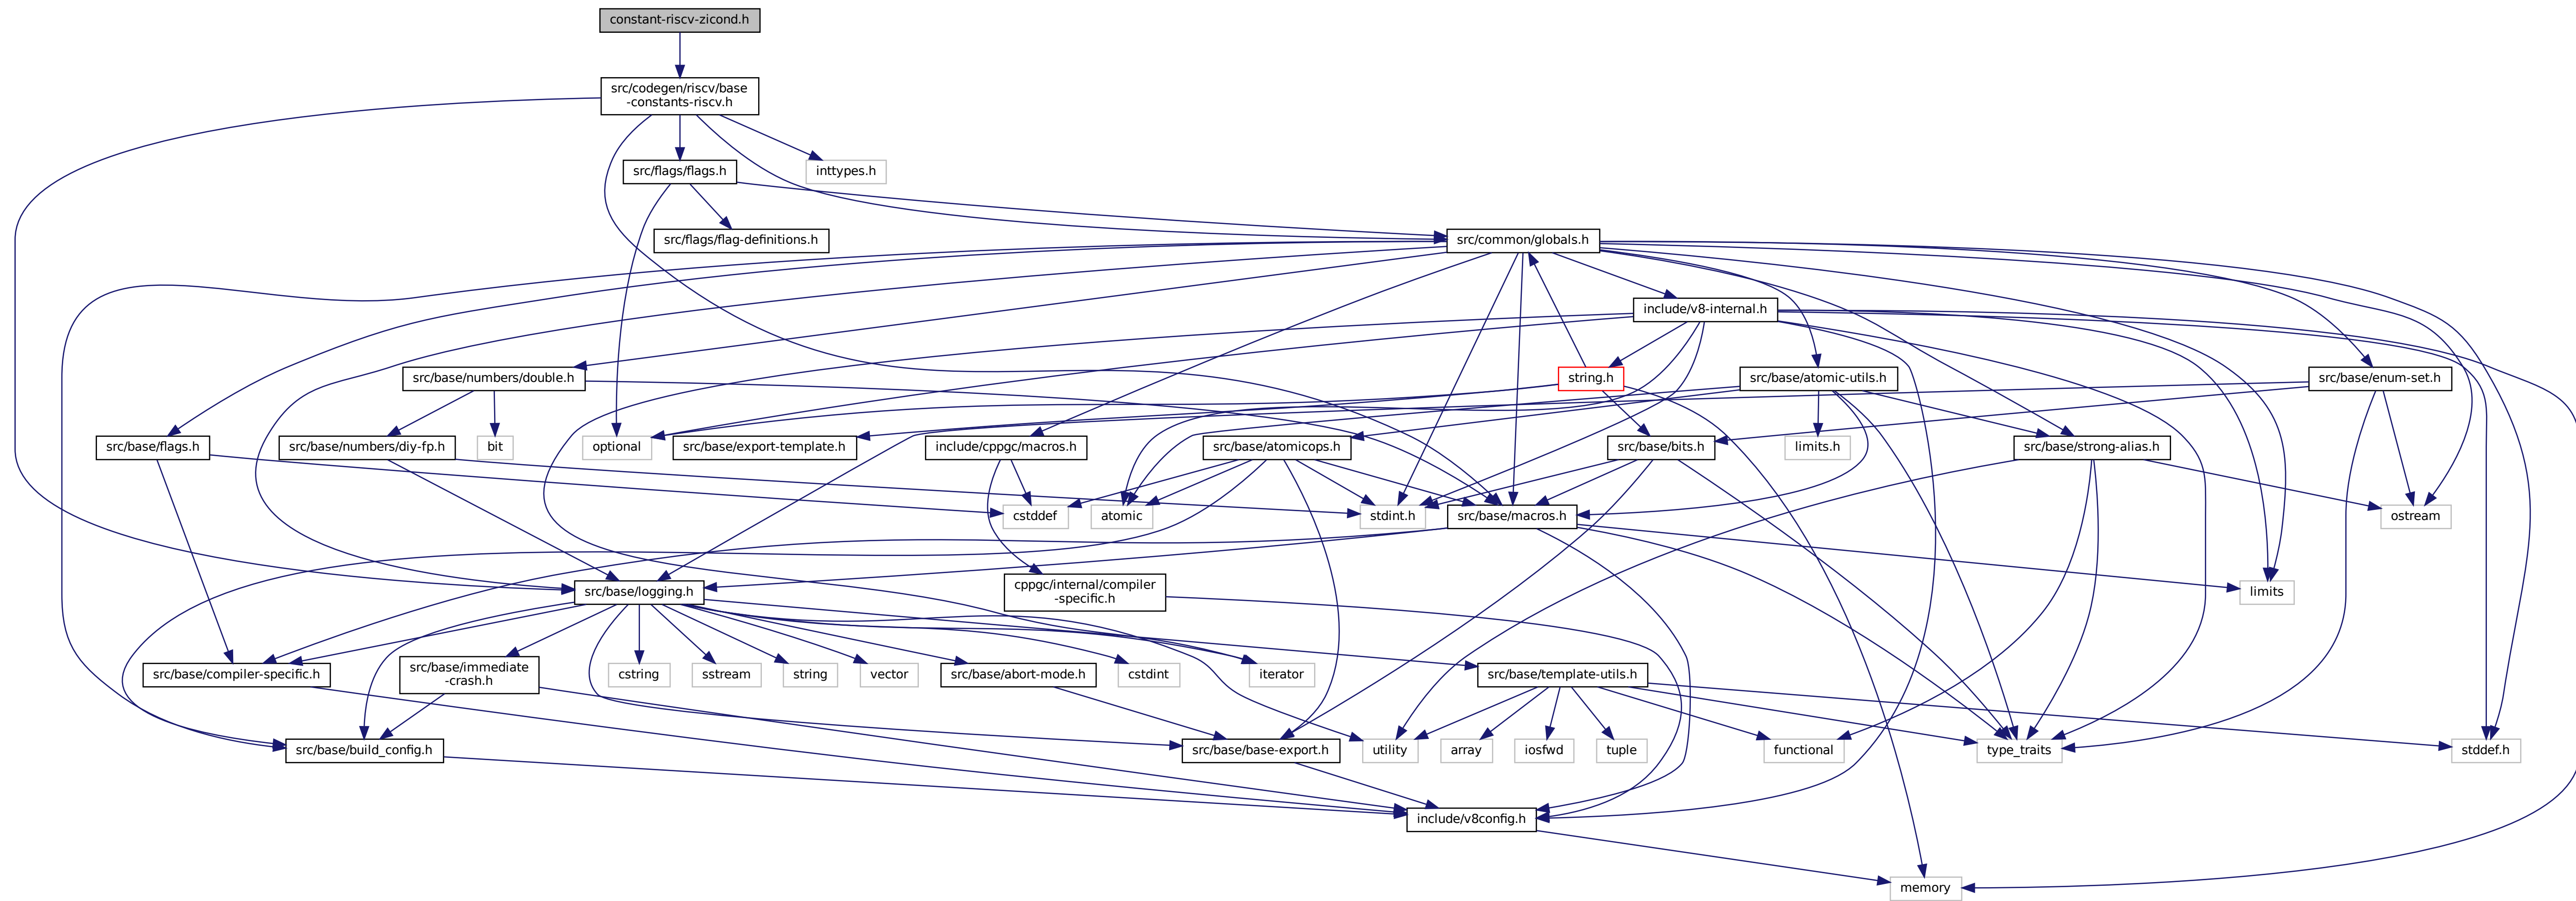 constant-riscv-zicond.h
src/codegen/riscv/base
-constants-riscv.h
src/flags/flags.h
inttypes.h
src/flags/flag-definitions.h
src/common/globals.h
include/v8-internal.h
src/base/numbers/double.h
string.h
src/base/atomic-utils.h
src/base/enum-set.h
src/base/flags.h
src/base/numbers/diy-fp.h
bit
optional
src/base/export-template.h
include/cppgc/macros.h
src/base/atomicops.h
src/base/bits.h
limits.h
src/base/strong-alias.h
cstddef
atomic
stdint.h
src/base/macros.h
ostream
src/base/logging.h
cppgc/internal/compiler
-specific.h
limits
src/base/compiler-specific.h
src/base/immediate
-crash.h
cstring
sstream
string
vector
src/base/abort-mode.h
cstdint
iterator
src/base/template-utils.h
src/base/build_config.h
src/base/base-export.h
utility
array
iosfwd
tuple
functional
type_traits
stddef.h
include/v8config.h
memory